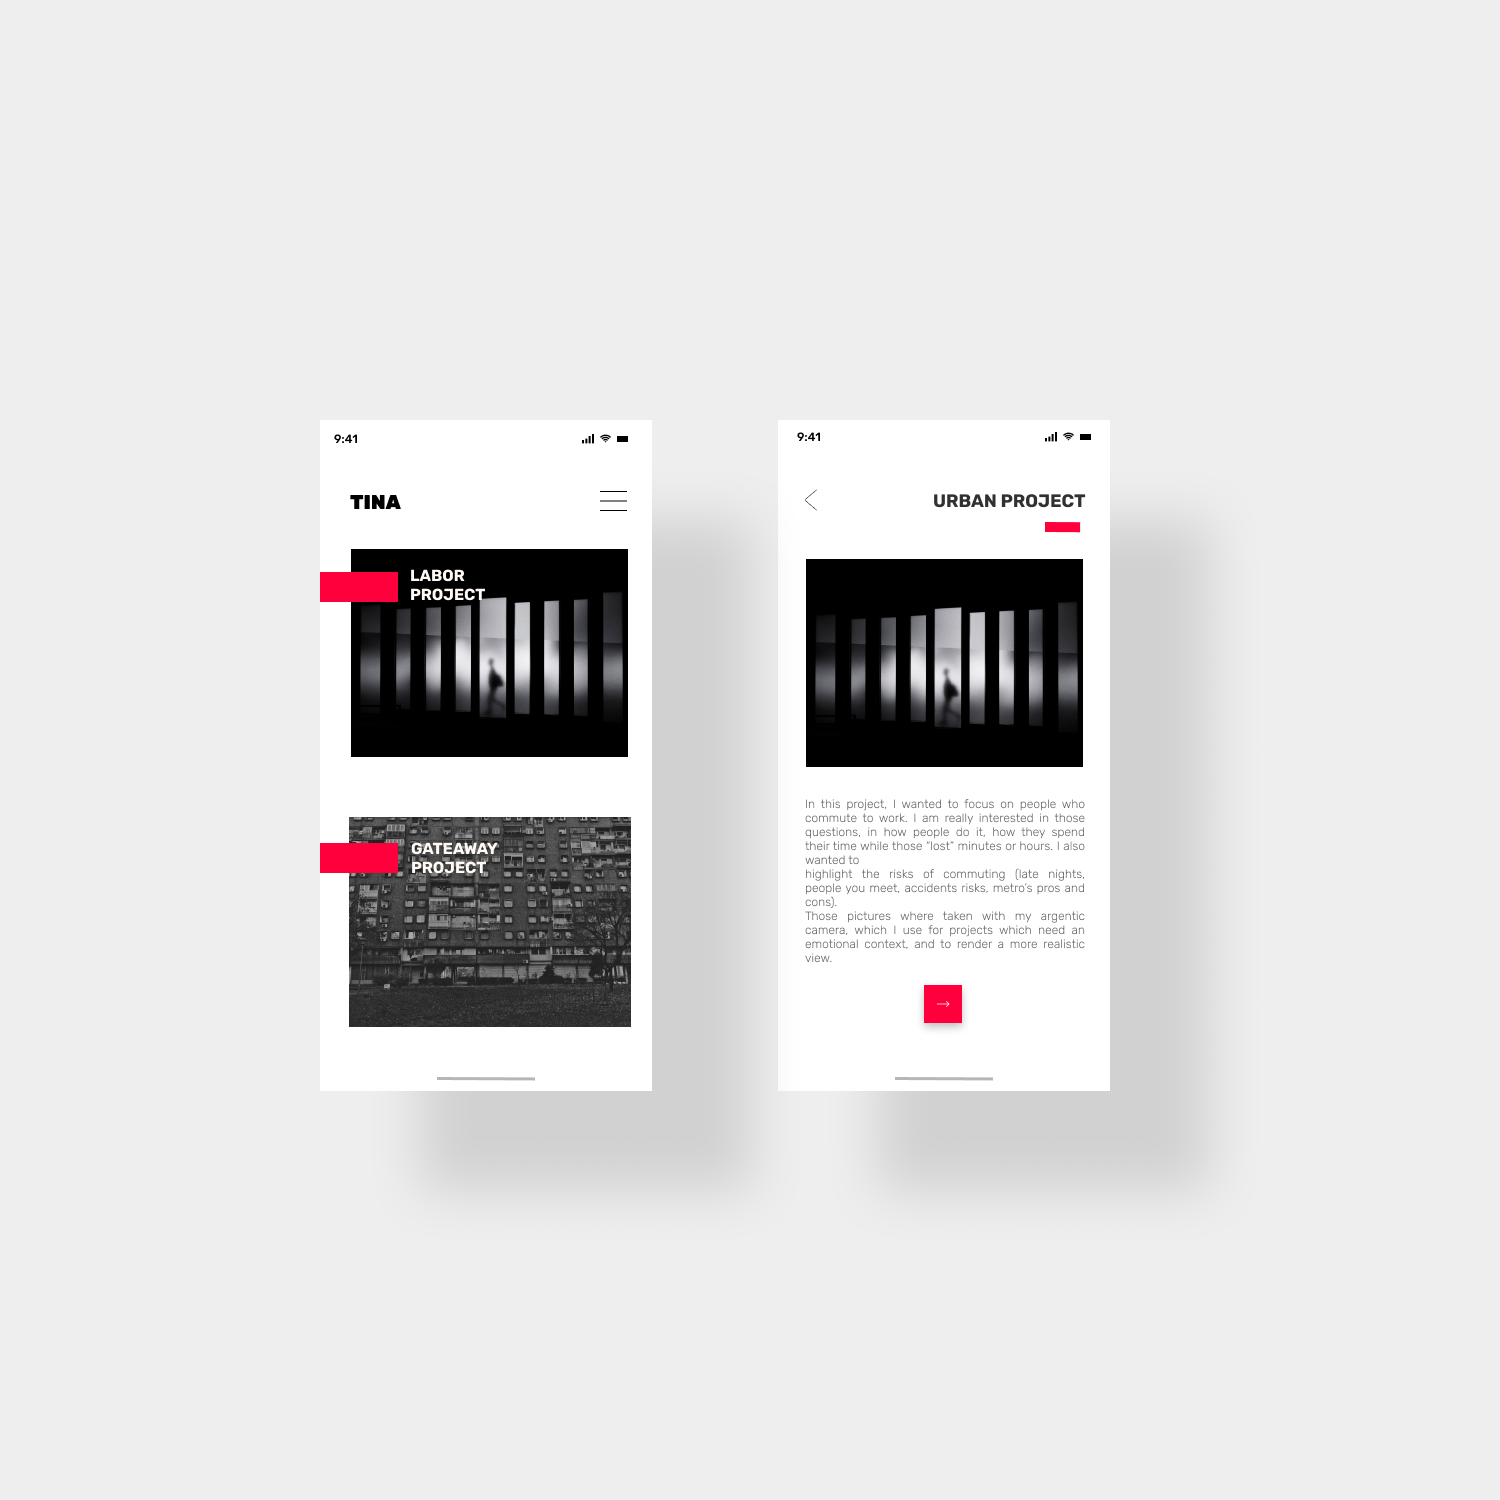 9:41
TINA
LABOR
PROJECT
GATEAWAY
PROJECT
9:41
URBAN PROJECT
In this project, I wanted to focus on people who
commute to work. I am really interested in those
questions, in how people do it, how they spend
their time while those “lost” minutes or hours. I also
wanted to
highlight the risks of commuting (late nights,
people you meet, accidents risks, metro’s pros and
cons).
Those pictures where taken with my argentic
camera, which I use for projects which need an
emotional context, and to render a more realistic
view.